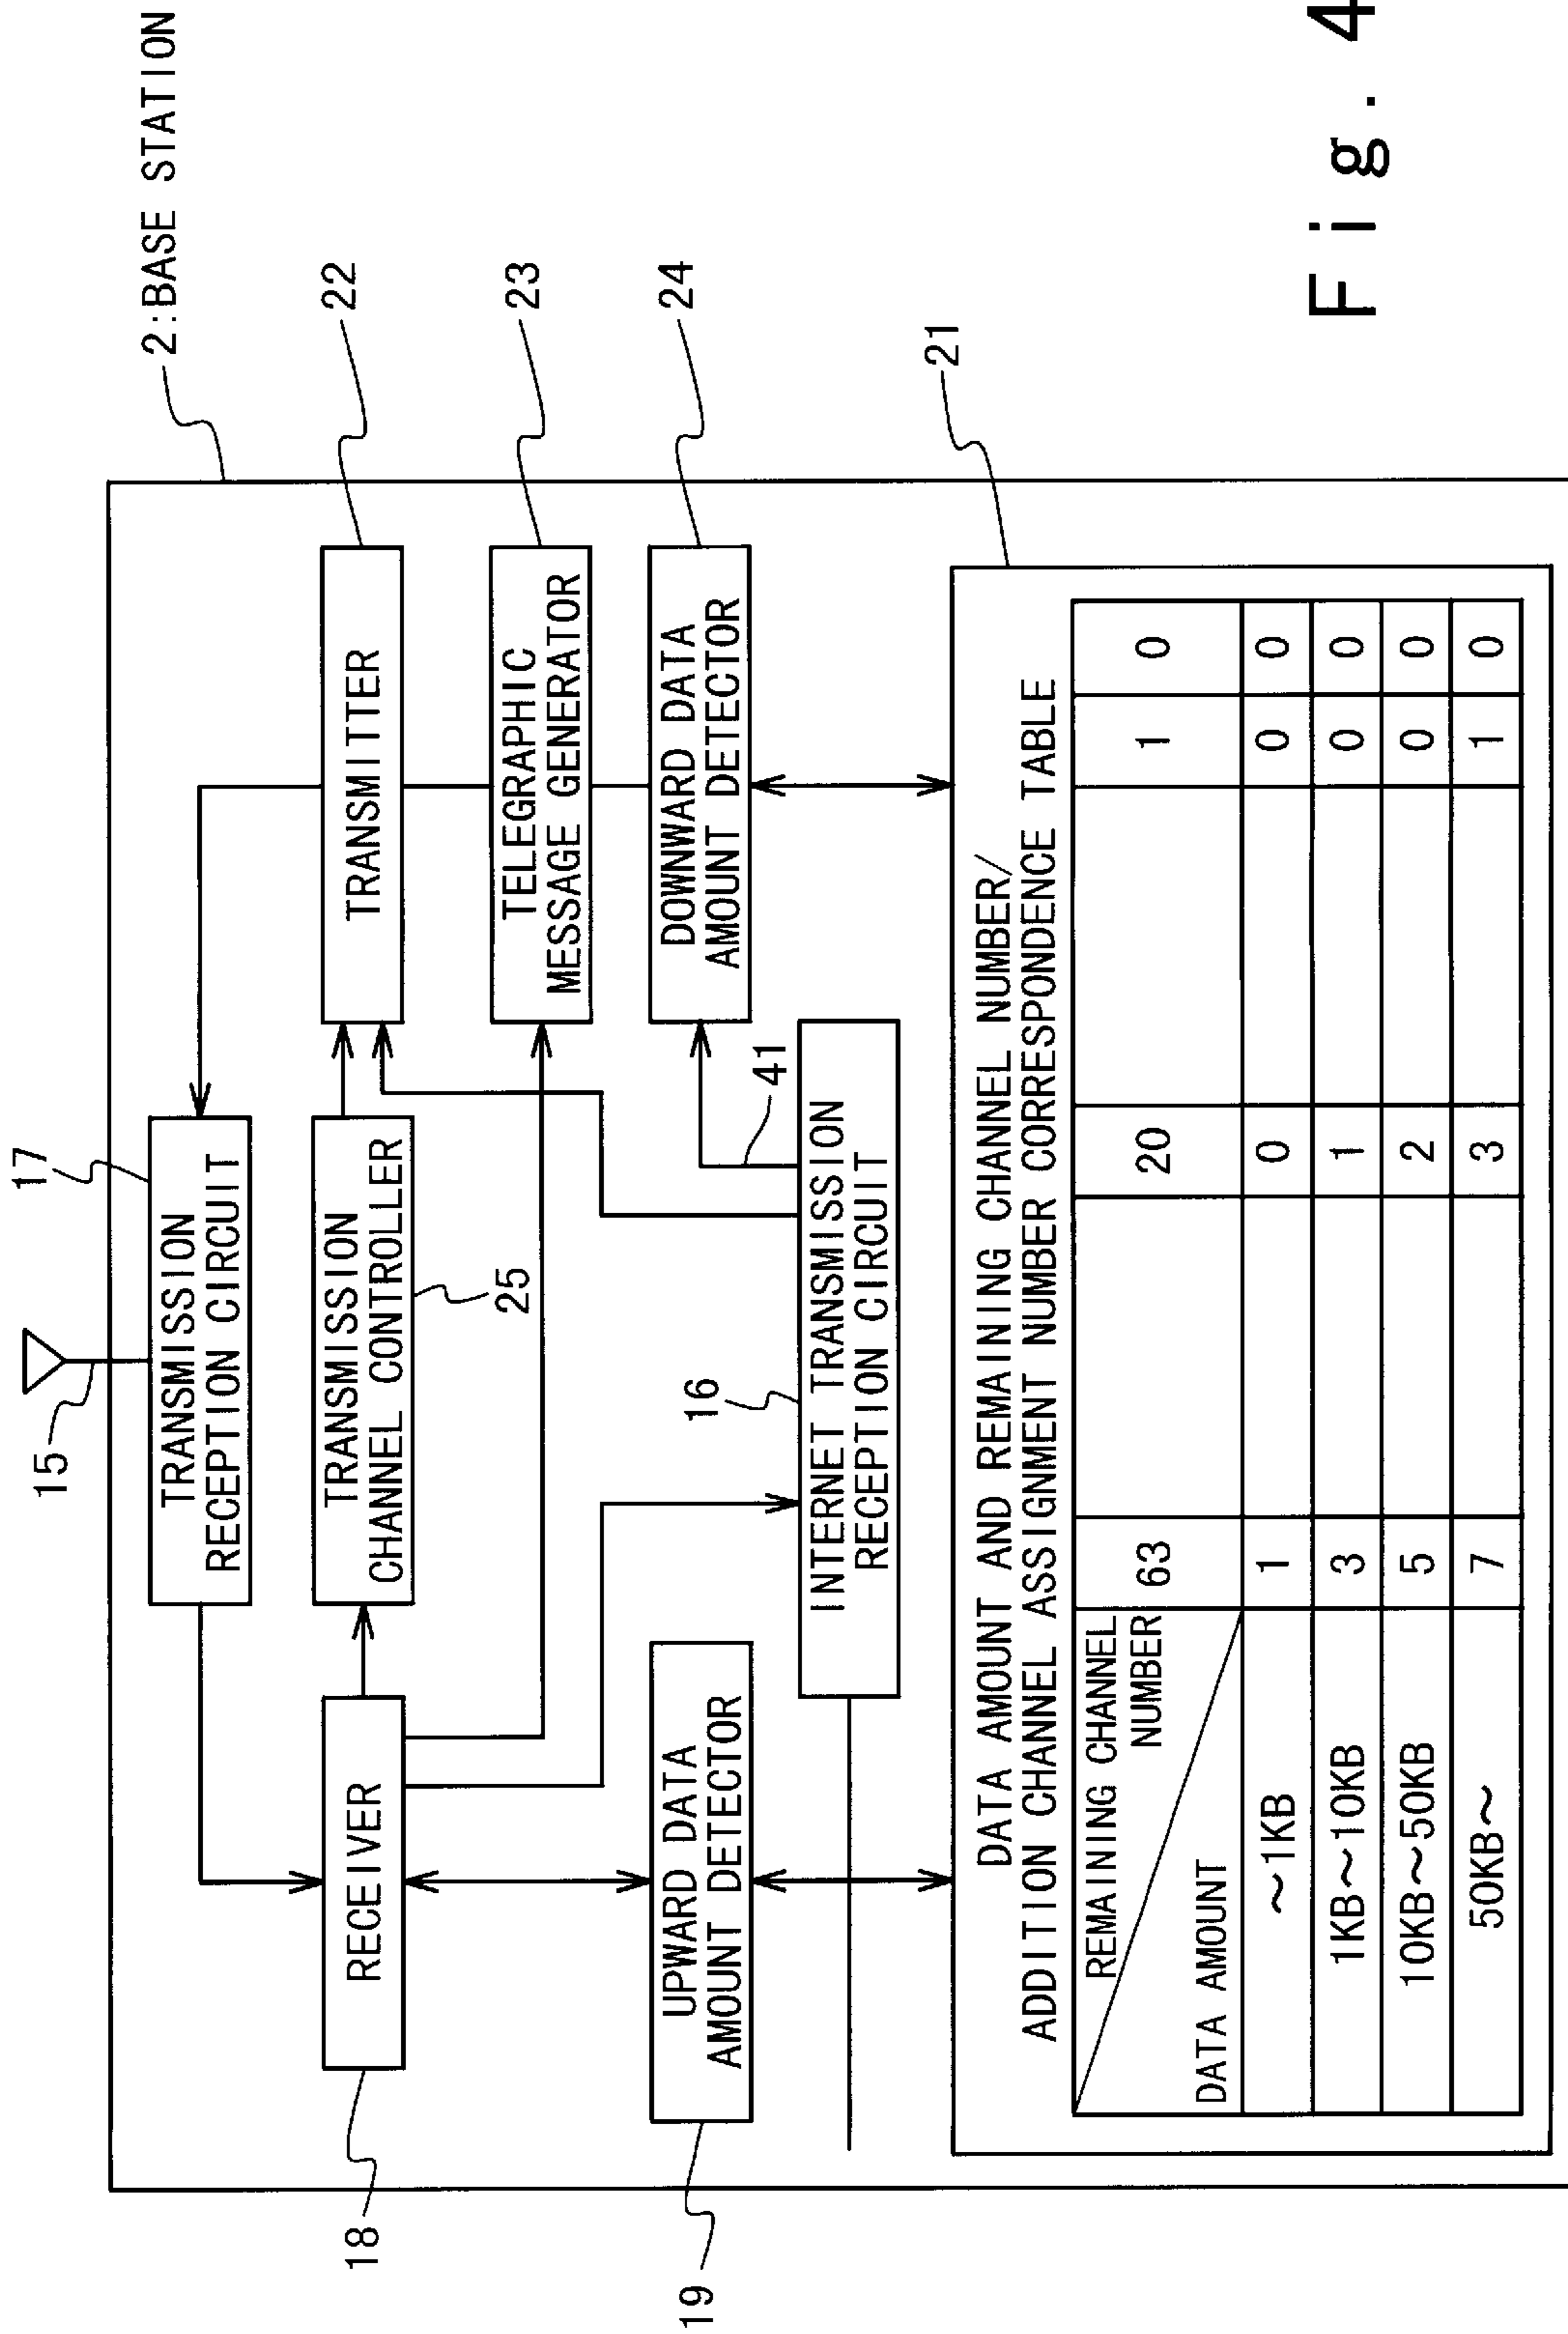 2:BASE STATION
15
17
TRANSMISSION
RECEPTION CIRCUIT
18
RECEIVER
TRANSMISSION
CHANNEL CONTROLLER
25
TRANSMITTER
22
TELEGRAPHIC
MESSAGE GENERATOR
23
19
UPWARD DATA
AMOUNT DETECTOR
DOWNWARD DATA
AMOUNT DETECTOR
24
41
16
INTERNET TRANSMISSION
RECEPTION CIRCUIT
21
DATA AMOUNT AND REMAINING CHANNEL NUMBER/
ADDITION CHANNEL ASSIGNMENT NUMBER CORRESPONDENCE TABLE
REMAINING CHANNEL
NUMBER
DATA AMOUNT
63 20 1 0
~1KB 1 0 0 0
1KB~10KB 3 1 0 0
10KB~50KB 5 2 0 0
50KB~ 7 3 1 0
Fig. 4